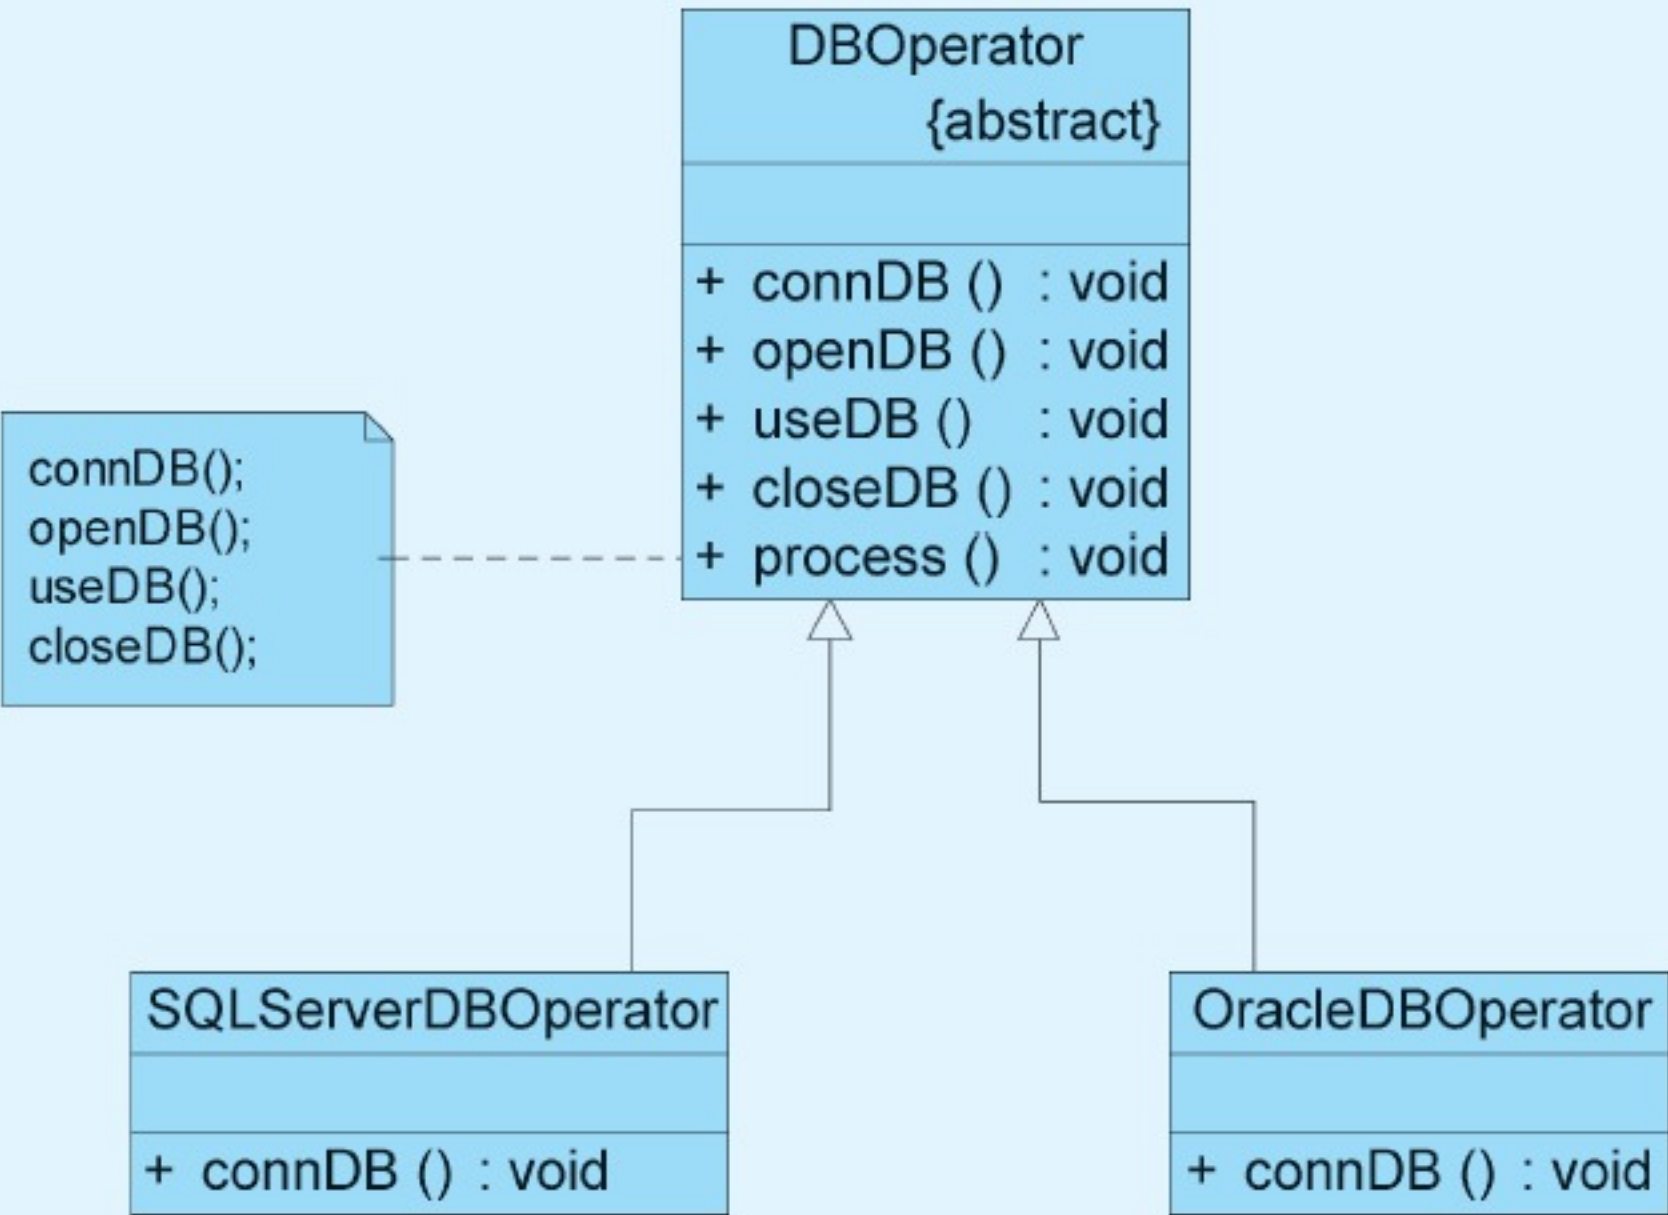 DBOperator
{abstract}
+ connDB () : void
+ openDB () : void
+ useDB () : void
+ closeDB () : void
+ process () : void
connDB();
openDB();
useDB();
closeDB();
SQLServerDBOperator
+ connDB () : void
OracleDBOperator
+ connDB () : void